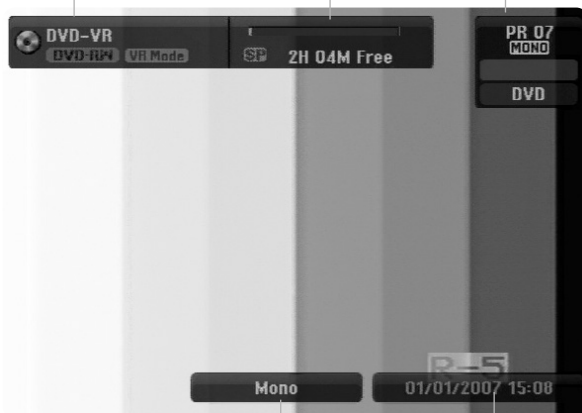 DVD-VR
DVD-RW VR Mode
SP 2H 04M Free
PR 07
MONO
DVD
R-5
Mono
01/01/2007 15:08